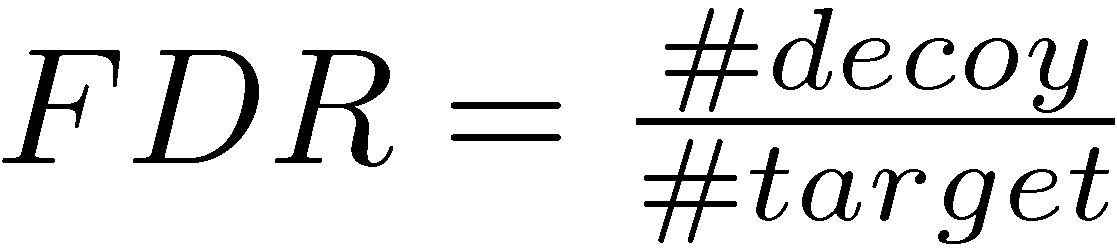 FDR = #decoy / #target